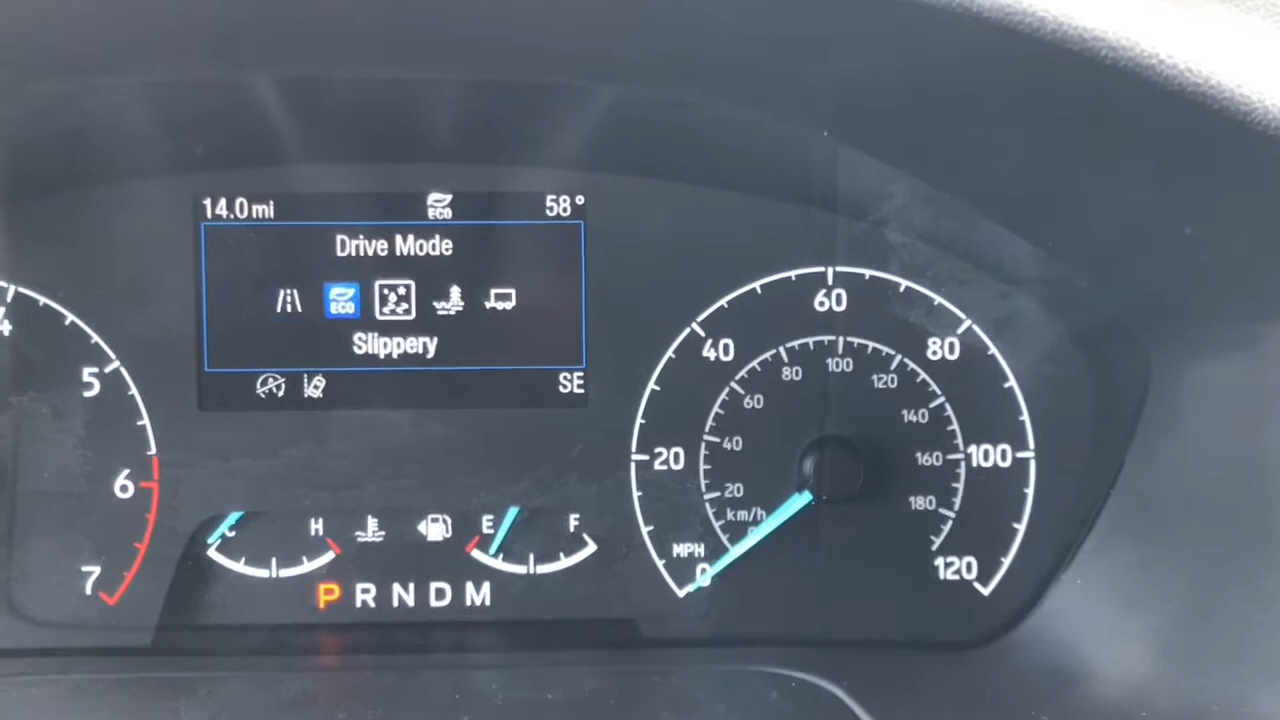 14.0 mi ECO 58°
Drive Mode
ECO
Slippery
A SE
4
5
6
7
C H E F
P R N D M
0 20 40 60 80 100 120
MPH
20 40 60 80 100 120 140 160 180
km/h